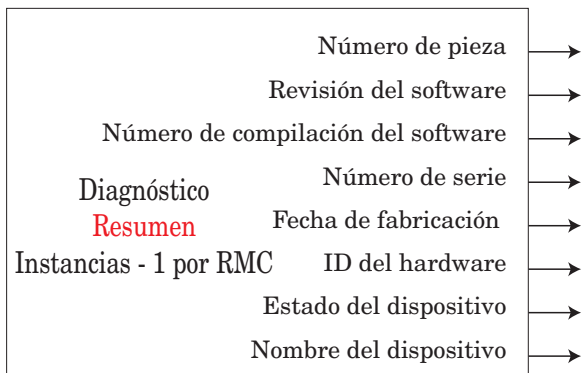 Número de pieza
Revisión del software
Número de compilación del software
Número de serie
Diagnóstico
Resumen
Fecha de fabricación
Instancias - 1 por RMC
ID del hardware
Estado del dispositivo
Nombre del dispositivo